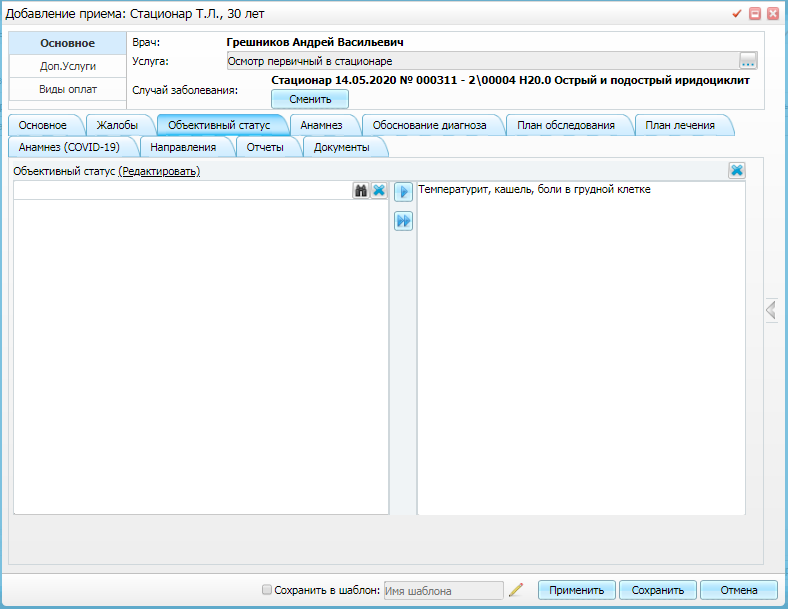 Добавление приема: Стационар Т.Л., 30 лет
Основное
Доп.Услуги
Виды оплат
Врач: Грешников Андрей Васильевич
Услуга: Осмотр первичный в стационаре ...
Случай заболевания: Стационар 14.05.2020 № 000311 - 2\00004 H20.0 Острый и подострый иридоциклит
Сменить
Основное Жалобы Объективный статус Анамнез Обоснование диагноза План обследования План лечения
Анамнез (COVID-19) Направления Отчеты Документы
Объективный статус (Редактировать)
Температурит, кашель, боли в грудной клетке
Сохранить в шаблон: Имя шаблона Применить Сохранить Отмена